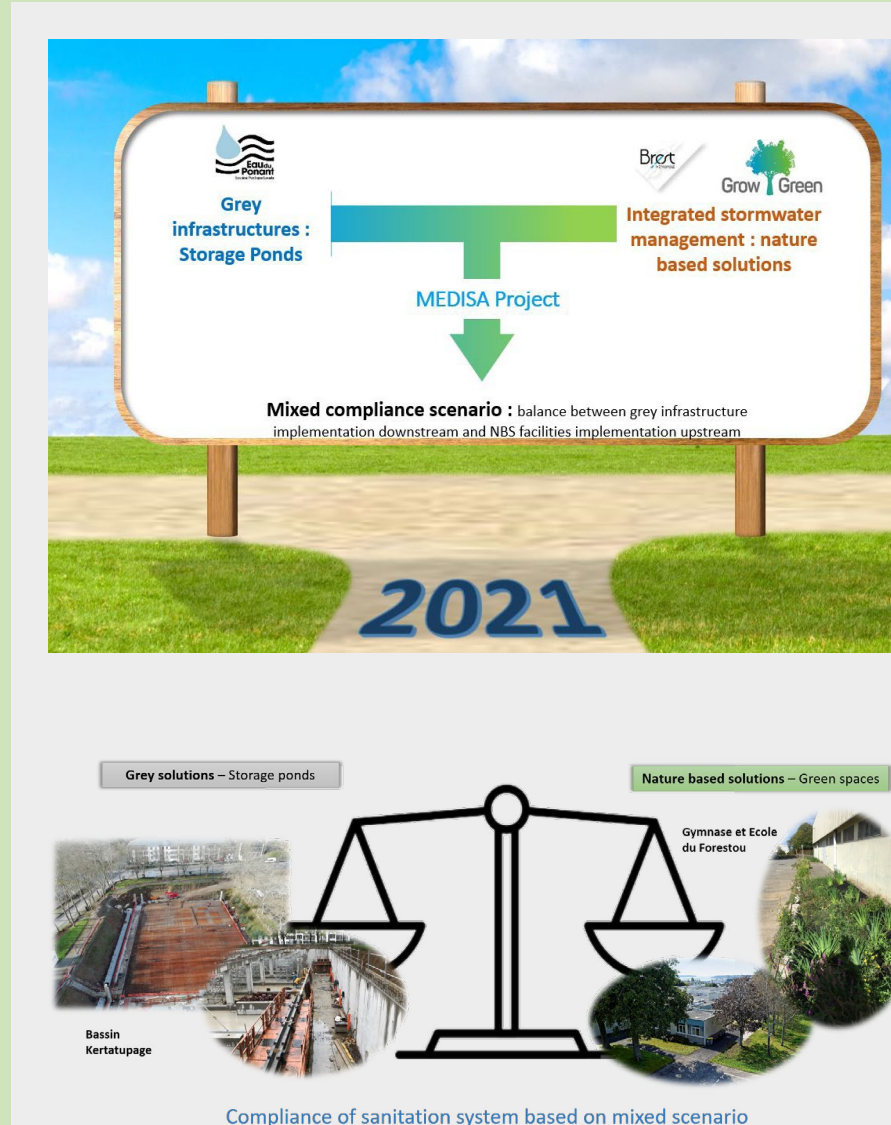 Eau du
Ponant
Brest
Grow Green
Grey
infrastructures :
Storage Ponds
Integrated stormwater
management : nature
based solutions
MEDISA Project
Mixed compliance scenario : balance between grey infrastructure
implementation downstream and NBS facilities implementation upstream
2021
Grey solutions – Storage ponds
Nature based solutions – Green spaces
Gymnase et Ecole
du Forestou
Bassin
Kertatupage
Compliance of sanitation system based on mixed scenario